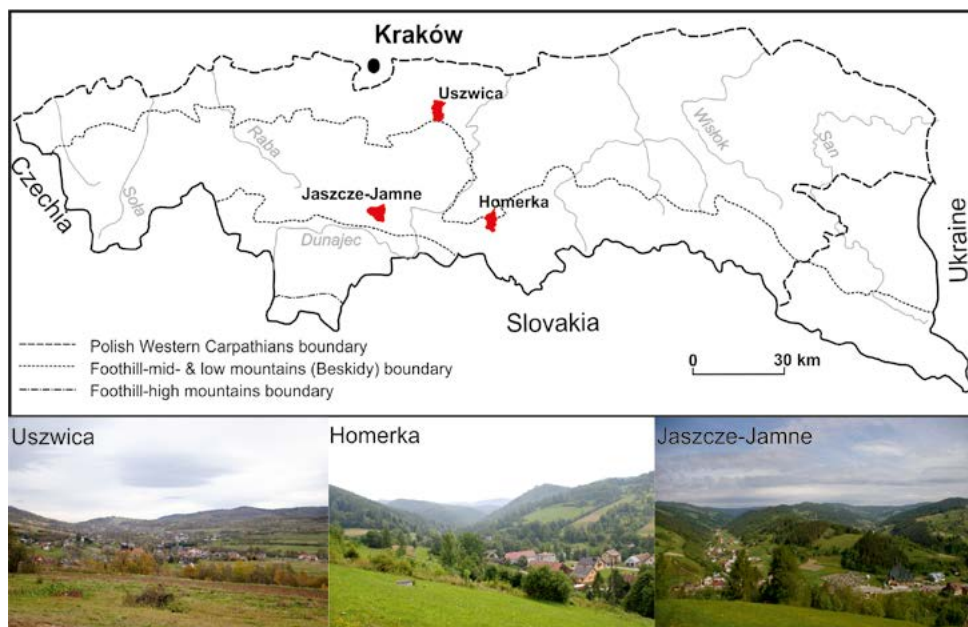 Kraków
Uszwica
Wisłok
San
Raba
Czechia
Soła
Jaszcze-Jamne
Homerka
Dunajec
Ukraine
Slovakia
Polish Western Carpathians boundary
Foothill-mid- & low mountains (Beskidy) boundary
Foothill-high mountains boundary
0 30 km
Uszwica
Homerka
Jaszcze-Jamne